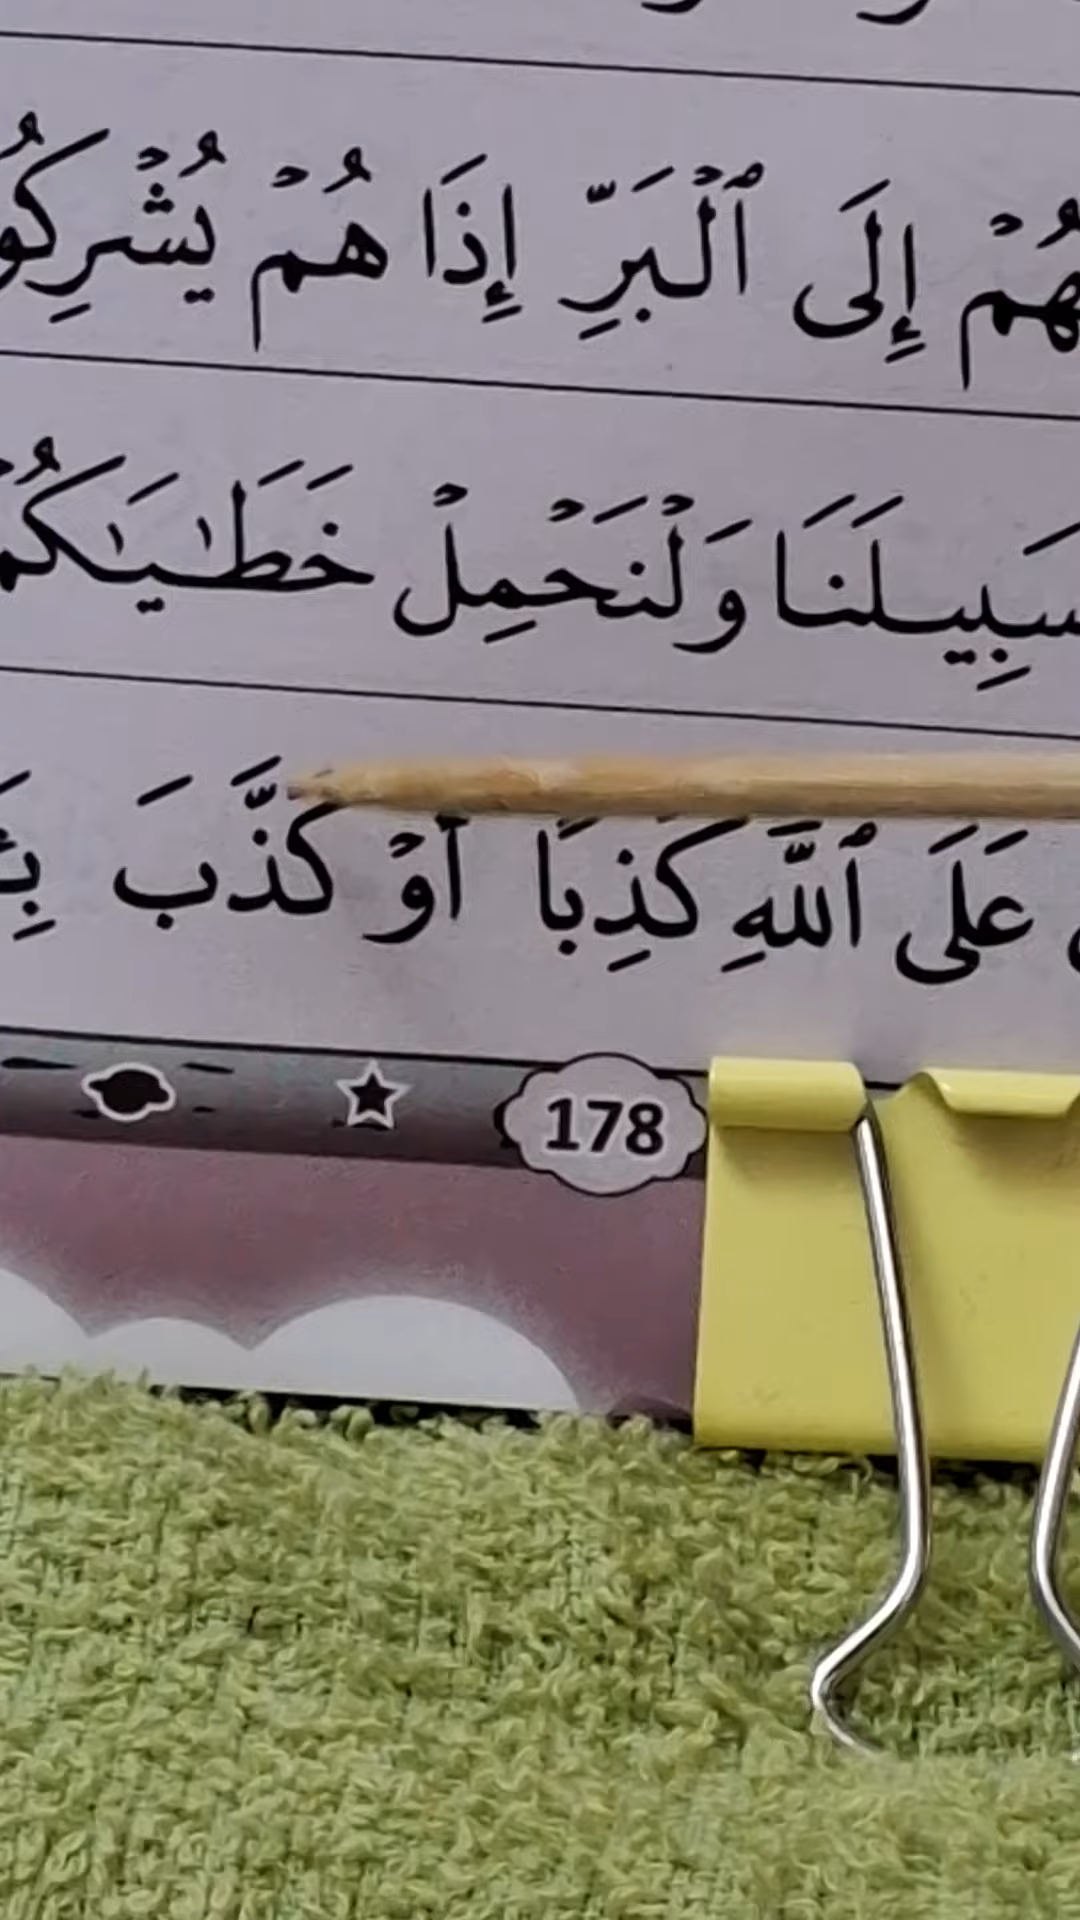 إِلَى ٱلۡبَرِّ إِذَا هُمۡ
سَبِيلَنَا وَلۡنَحۡمِلۡ خَطَٰيَٰكُمۡ
عَلَى ٱللَّهِ كَذِبًا أَوۡ كَذَّبَ
178